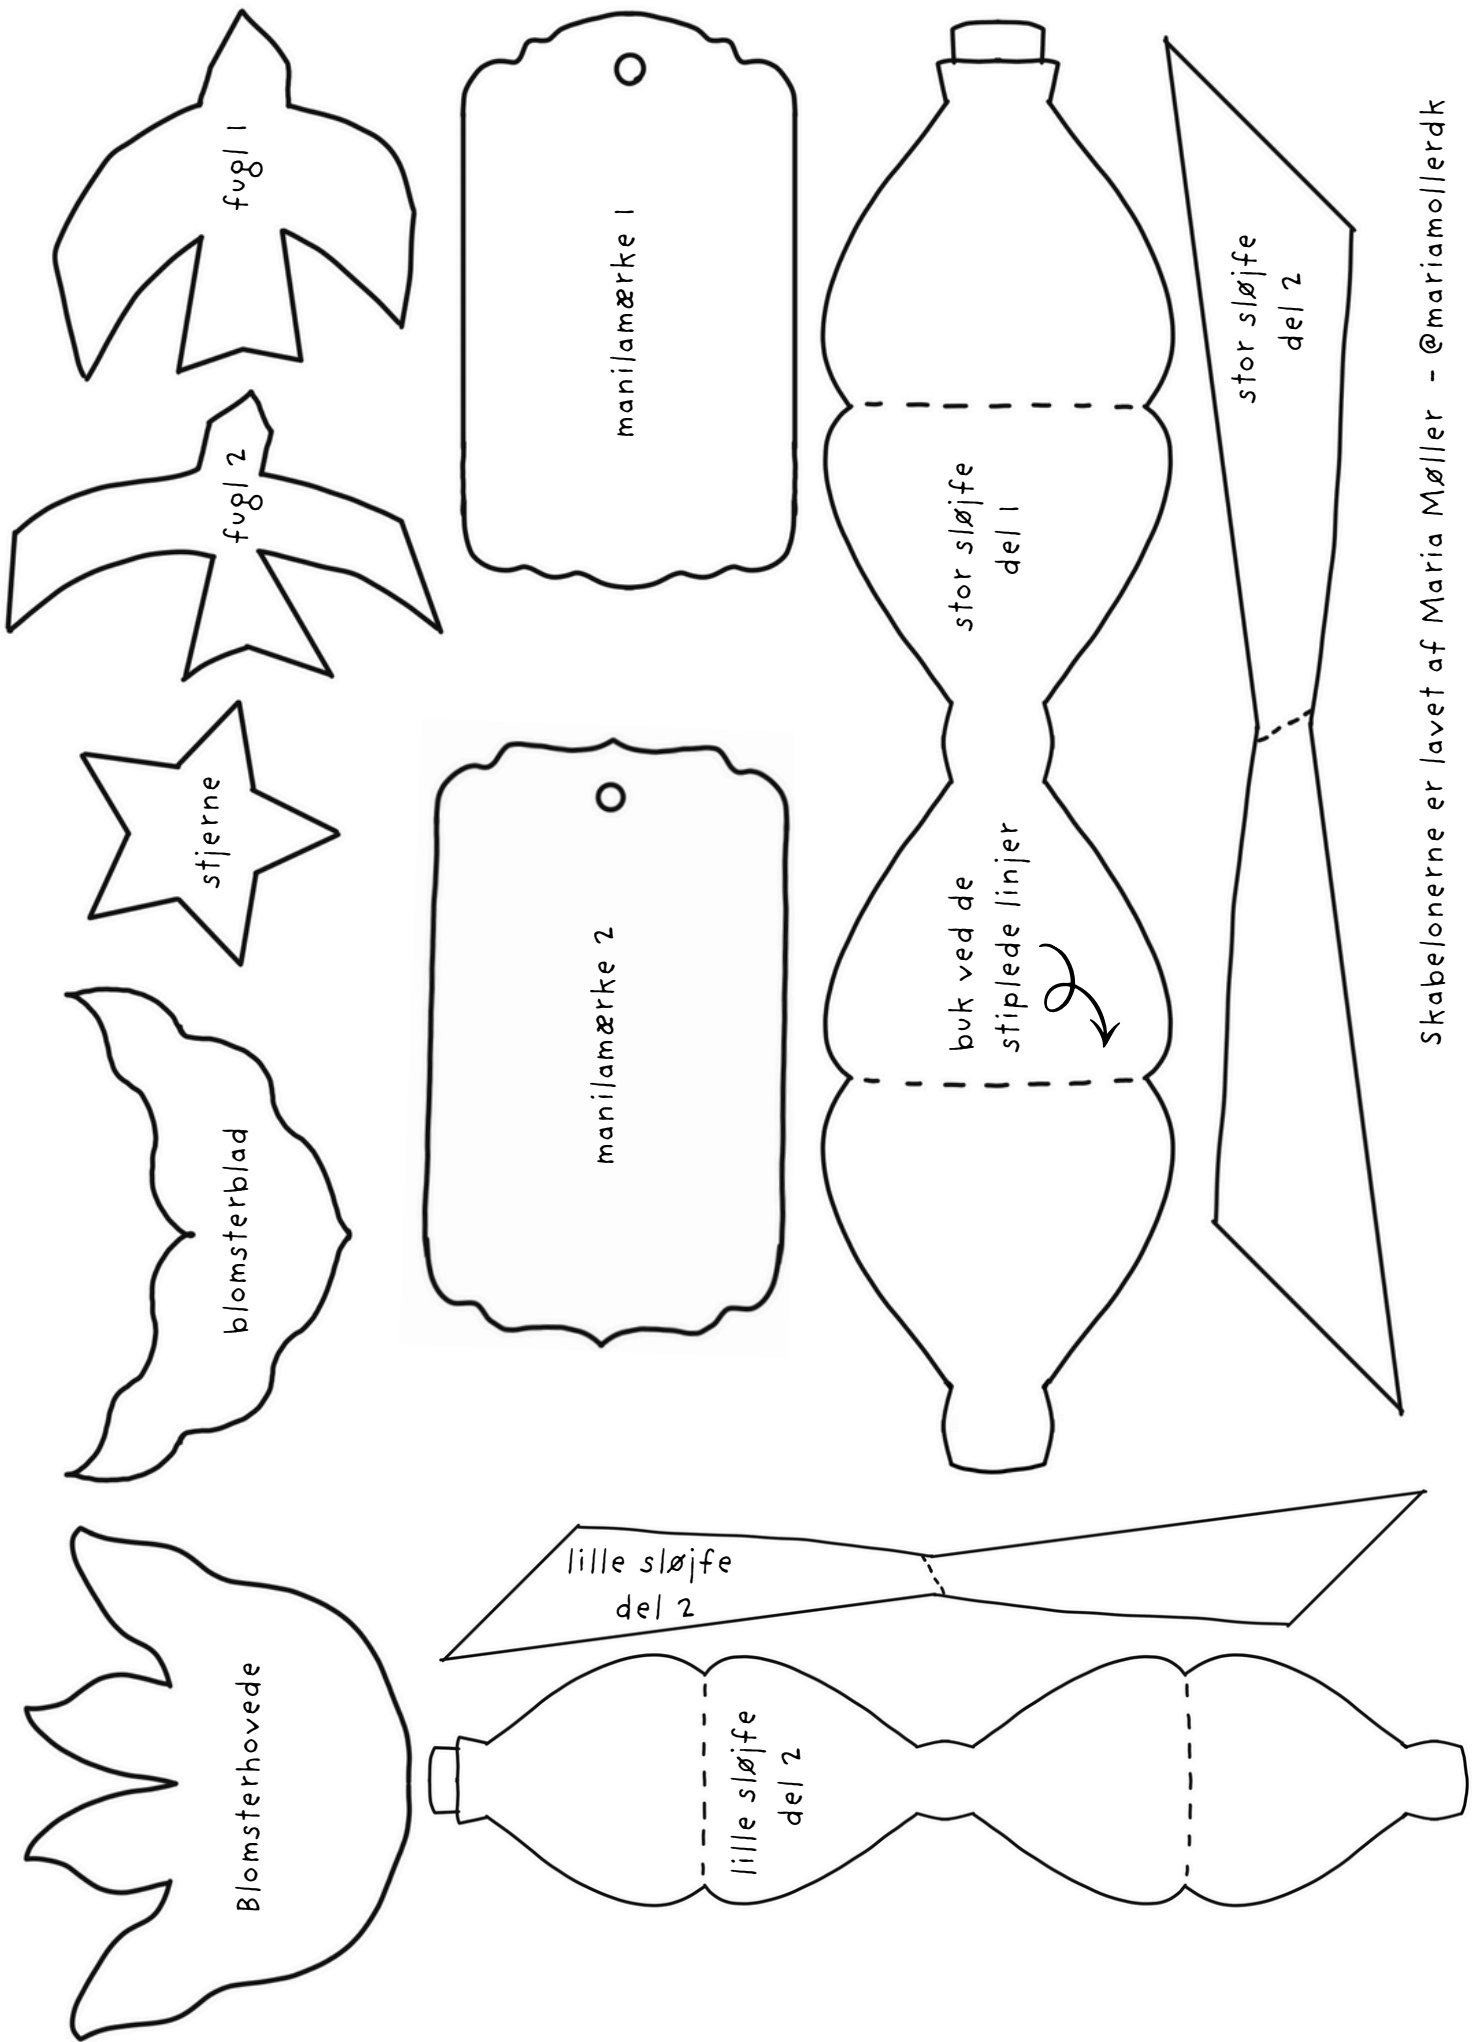 fugl 1
fugl 2
stjerne
blomsterblad
Blomsterhovede
manilamærke 1
manilamærke 2
stor sløjfe
del 1
buk ved de
stiplede linjer
stor sløjfe
del 2
lille sløjfe
del 2
lille sløjfe
del 2
Skabelonerne er lavet af Maria Møller - @mariamollerdk